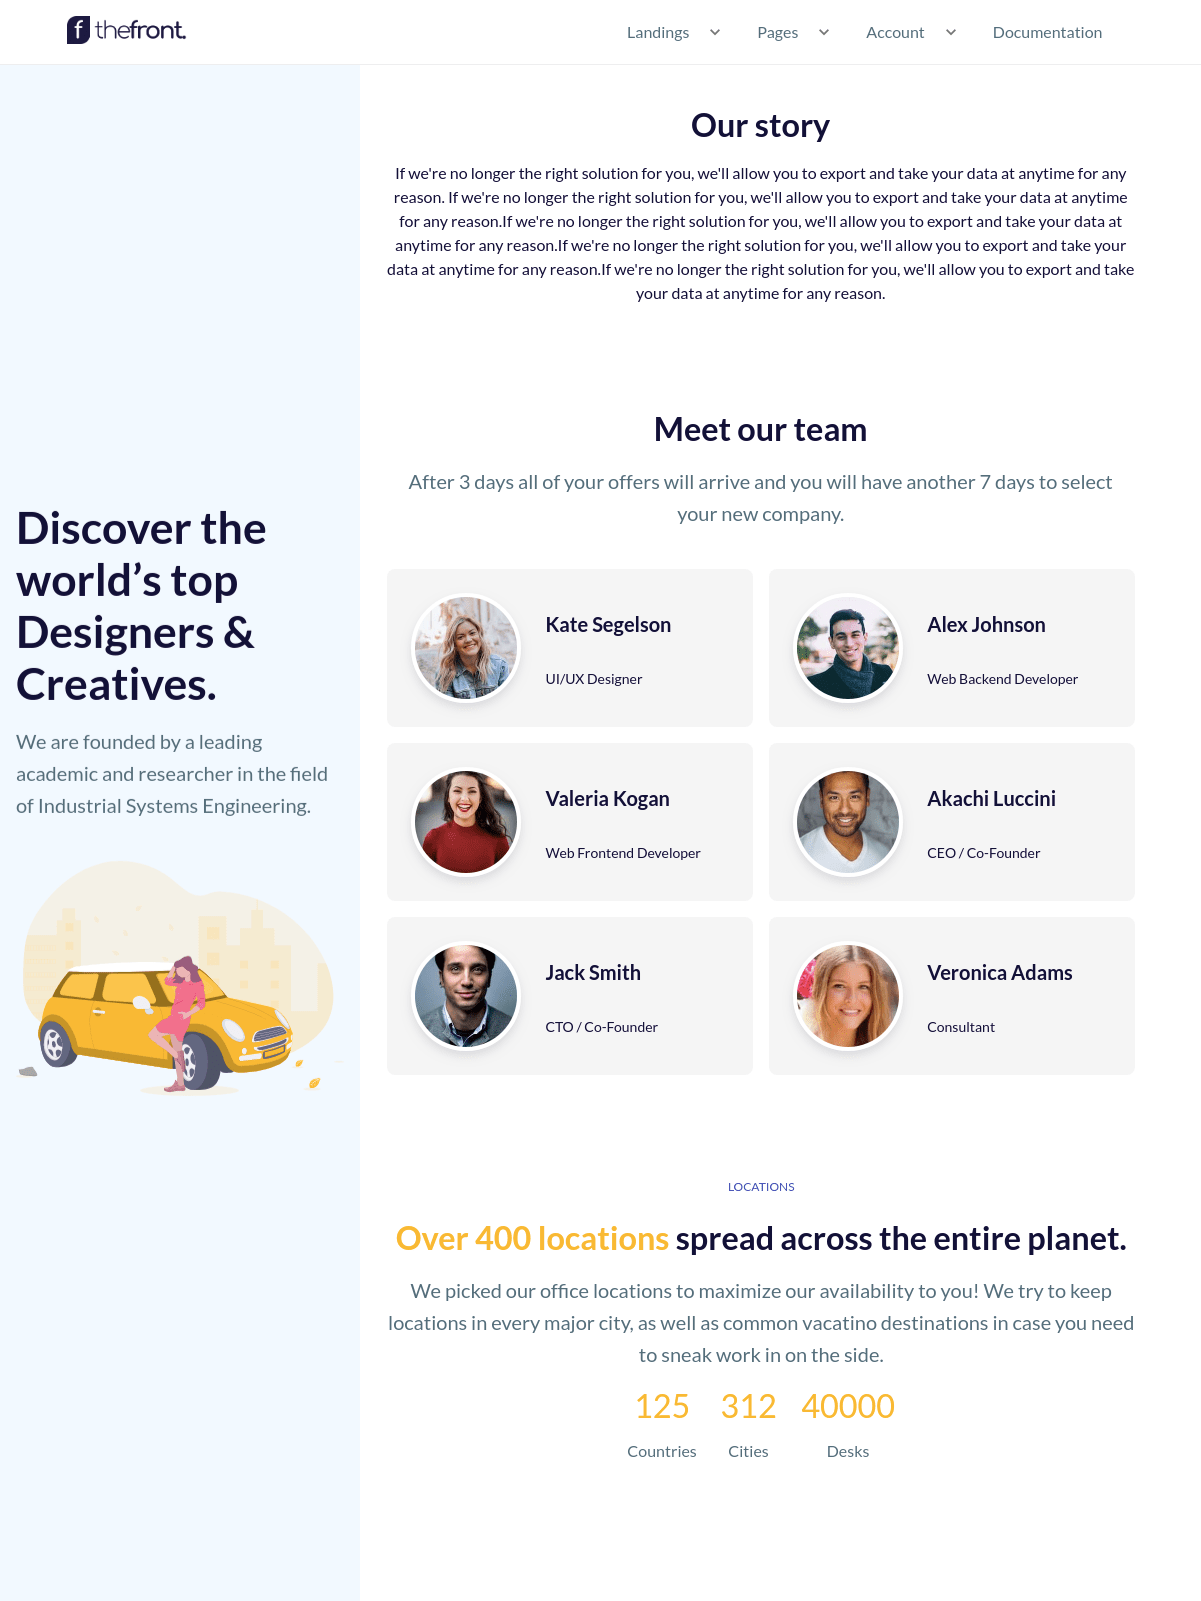 f thefront.
Landings
Pages
Account
Documentation
Discover the
world’s top
Designers &
Creatives.
We are founded by a leading
academic and researcher in the field
of Industrial Systems Engineering.
Our story
If we're no longer the right solution for you, we'll allow you to export and take your data at anytime for any
reason. If we're no longer the right solution for you, we'll allow you to export and take your data at anytime
for any reason.If we're no longer the right solution for you, we'll allow you to export and take your data at
anytime for any reason.If we're no longer the right solution for you, we'll allow you to export and take your
data at anytime for any reason.If we're no longer the right solution for you, we'll allow you to export and take
your data at anytime for any reason.
Meet our team
After 3 days all of your offers will arrive and you will have another 7 days to select
your new company.
Kate Segelson
UI/UX Designer
Alex Johnson
Web Backend Developer
Valeria Kogan
Web Frontend Developer
Akachi Luccini
CEO / Co-Founder
Jack Smith
CTO / Co-Founder
Veronica Adams
Consultant
LOCATIONS
Over 400 locations spread across the entire planet.
We picked our office locations to maximize our availability to you! We try to keep
locations in every major city, as well as common vacatino destinations in case you need
to sneak work in on the side.
125
Countries
312
Cities
40000
Desks